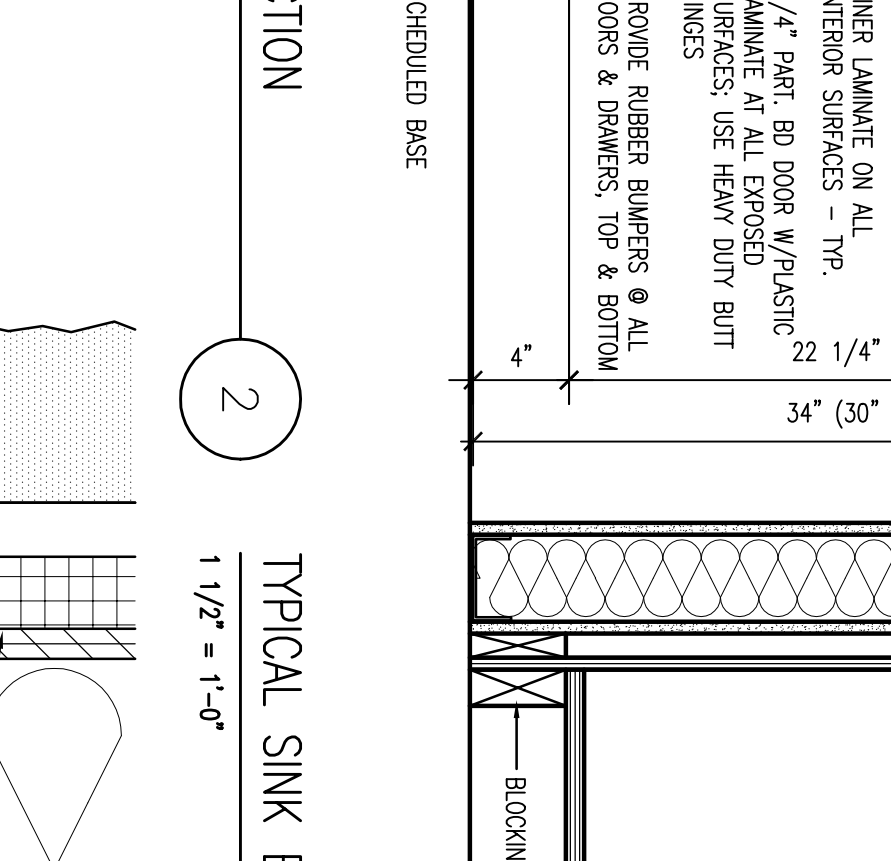 INER LAMINATE ON ALL
NTERIOR SURFACES – TYP.
/4" PART. BD DOOR W/PLASTIC
AMINATE AT ALL EXPOSED
URFACES; USE HEAVY DUTY BUTT
INGES
ROVIDE RUBBER BUMPERS @ ALL
OORS & DRAWERS, TOP & BOTTOM
22 1/4"
4"
34" (30"
BLOCKIN
CHEDULED BASE
CTION
2
TYPICAL SINK
1 1/2" = 1'-0"